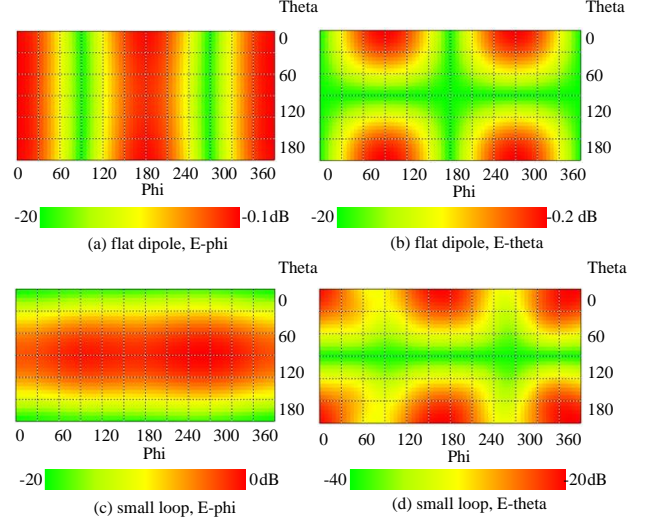 Theta
Theta
0
60
120
180
0
60
120
180
0 60 120 180 240 300 360
Phi
0 60 120 180 240 300 360
Phi
-20 -0.1dB
-20 -0.2 dB
(a) flat dipole, E-phi
(b) flat dipole, E-theta
Theta
Theta
0
60
120
180
0
60
120
180
0 60 120 180 240 300 360
Phi
0 60 120 180 240 300 360
Phi
-20 0dB
-40 -20dB
(c) small loop, E-phi
(d) small loop, E-theta